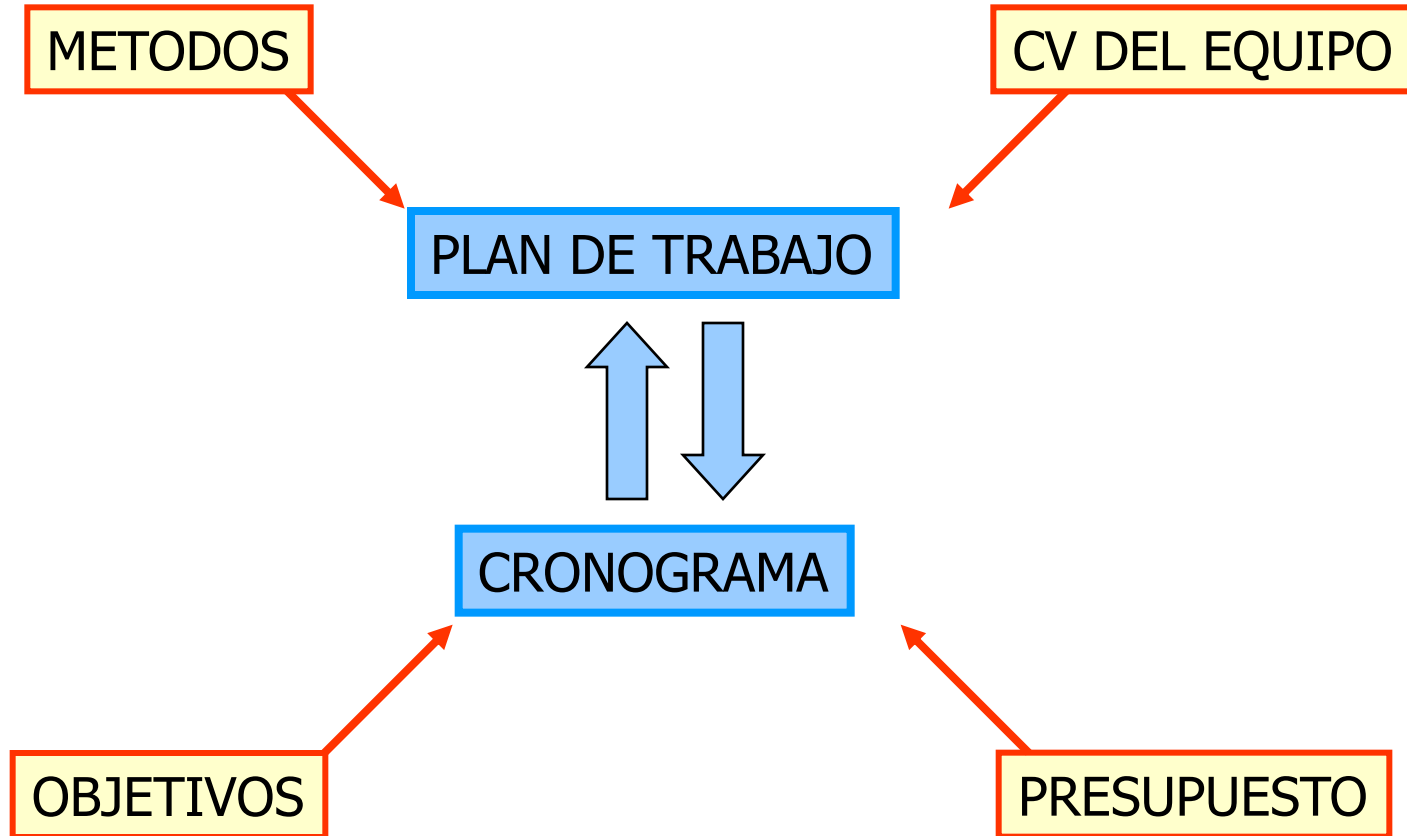 METODOS
CV DEL EQUIPO
PLAN DE TRABAJO
CRONOGRAMA
OBJETIVOS
PRESUPUESTO